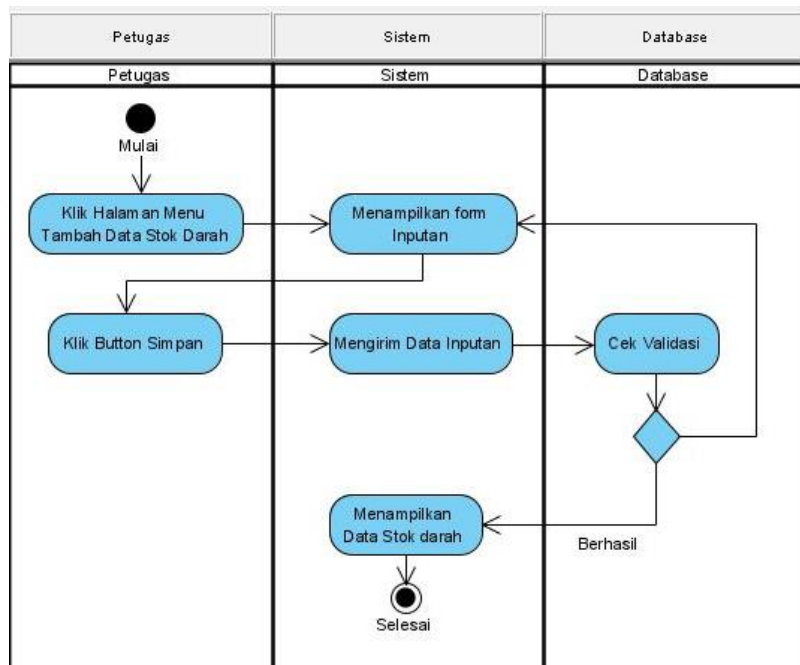 Petugas
Sistem
Database
Petugas
Sistem
Database
Mulai
Klik Halaman Menu
Tambah Data Stok Darah
Menampilkan form
Inputan
Klik Button Simpan
Mengirim Data Inputan
Cek Validasi
Menampilkan
Data Stok darah
Berhasil
Selesai